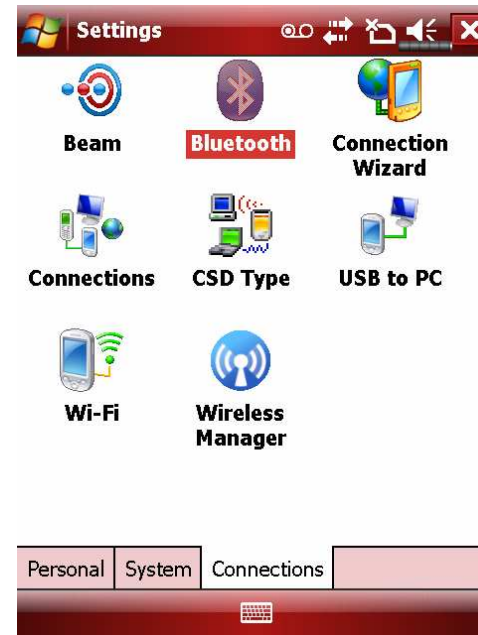 Settings
Beam
Bluetooth
Connection
Wizard
Connections
CSD Type
USB to PC
Wi-Fi
Wireless
Manager
Personal
System
Connections